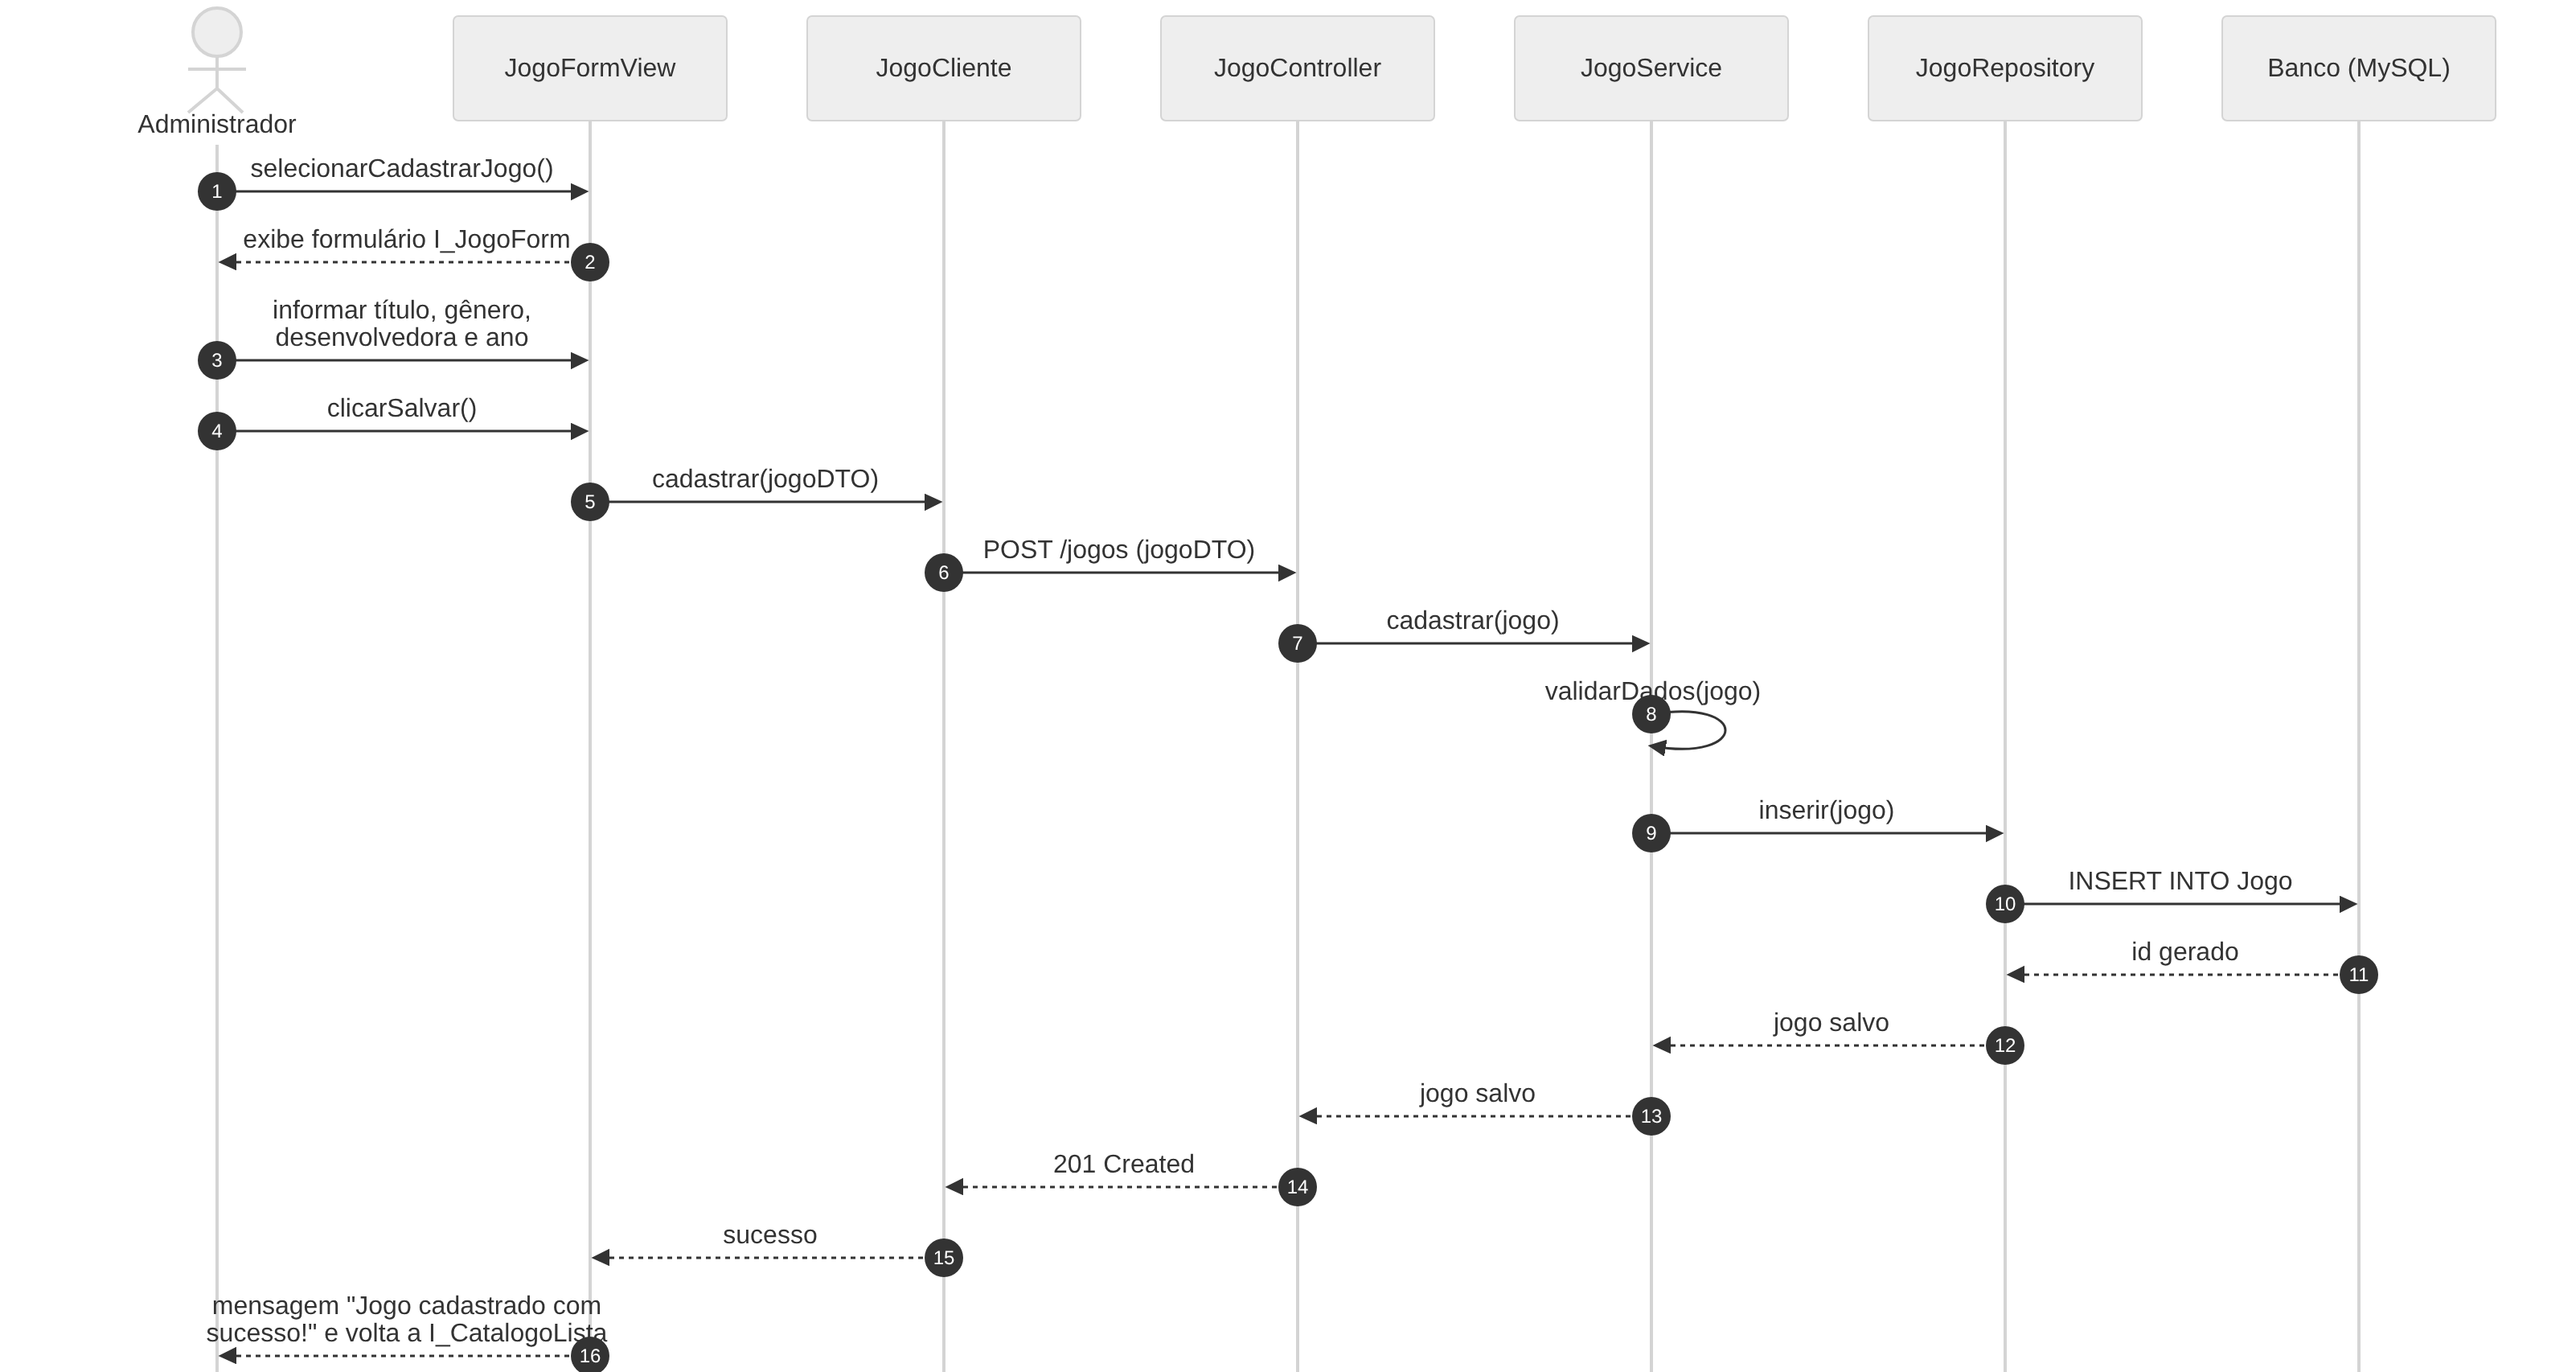 Administrador
JogoFormView
JogoCliente
JogoController
JogoService
JogoRepository
Banco (MySQL)
selecionarCadastrarJogo()
1
exibe formulário I_JogoForm
2
informar título, gênero,
desenvolvedora e ano
3
clicarSalvar()
4
cadastrar(jogoDTO)
5
POST /jogos (jogoDTO)
6
cadastrar(jogo)
7
validarDados(jogo)
8
inserir(jogo)
9
INSERT INTO Jogo
10
id gerado
11
jogo salvo
12
jogo salvo
13
201 Created
14
sucesso
15
mensagem "Jogo cadastrado com
sucesso!" e volta a I_CatalogoLista
16